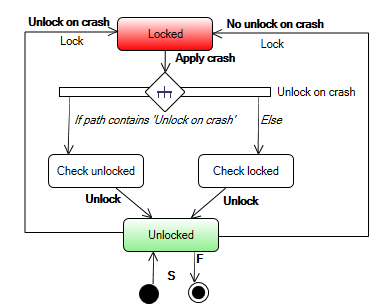 Unlock on crash
Lock
Locked
No unlock on crash
Lock
Apply crash
Unlock on crash
If path contains 'Unlock on crash'
Else
Check unlocked
Check locked
Unlock
Unlock
Unlocked
S
F